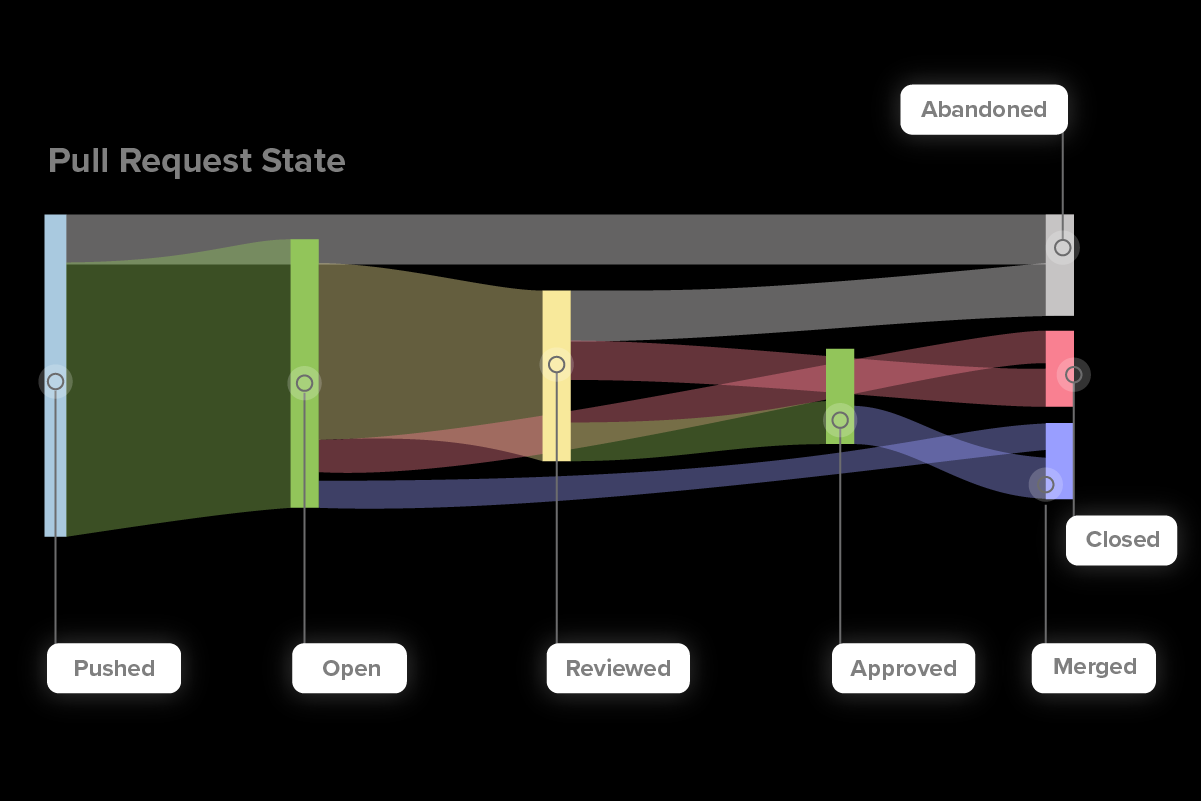 Abandoned
Pull Request State
Closed
Pushed
Open
Reviewed
Approved
Merged